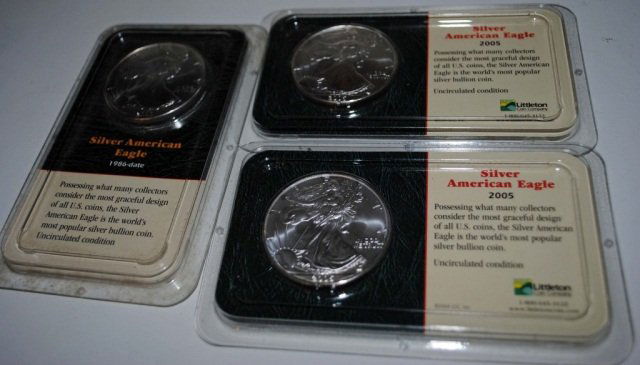 Silver American
Eagle
1986-date
Possessing what many collectors
consider the most graceful design
of all U.S. coins, the Silver
American Eagle is the world's
most popular silver bullion coin.
Uncirculated condition
Silver
American Eagle
2005
Possessing what many collectors
consider the most graceful design
of all U.S. coins, the Silver American
Eagle is the world's most popular
silver bullion coin.
Uncirculated condition
Littleton
Coin Company
Silver
American Eagle
2005
Possessing what many collectors
consider the most graceful design
of all U.S. coins, the Silver American
Eagle is the world's most popular
silver bullion coin.
Uncirculated condition
Littleton
Coin Company